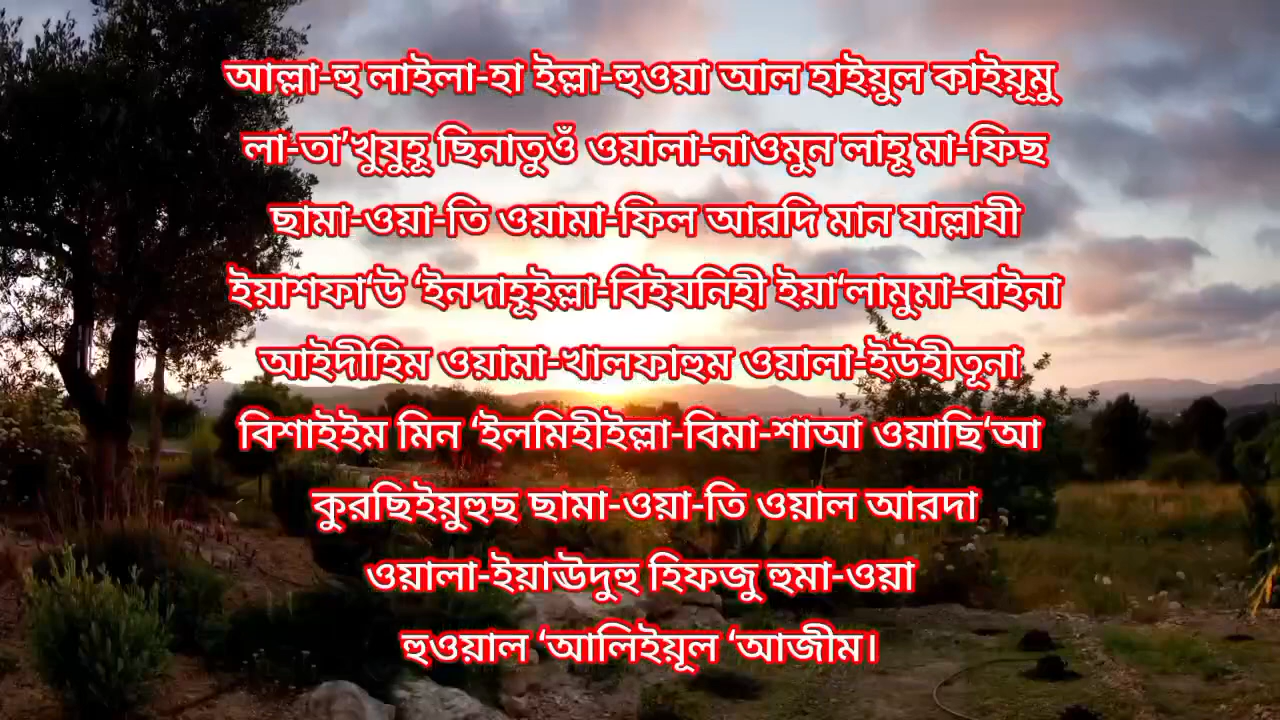 আল্লা-হু লাইলা-হা ইল্লা-হুওয়া আল হাইয়ুল কাইয়ূমু
লা-তা’খুযুহূ ছিনাতুওঁ ওয়ালা-নাওমুন লাহূ মা-ফিছ
ছামা-ওয়া-তি ওয়ামা-ফিল আরদি মান যাল্লাযী
ইয়াশফা‘উ ‘ইনদাহূইল্লা-বিইযনিহী ইয়া‘লামুমা-বাইনা
আইদীহিম ওয়ামা-খালফাহুম ওয়ালা-ইউহীতূনা
বিশাইইম মিন ‘ইলমিহীইল্লা-বিমা-শাআ ওয়াছি‘আ
কুরছিইয়ুহুছ ছামা-ওয়া-তি ওয়াল আরদা
ওয়ালা-ইয়াঊদুহু হিফজু হুমা-ওয়া
হুওয়াল ‘আলিইয়ূল ‘আজীম।